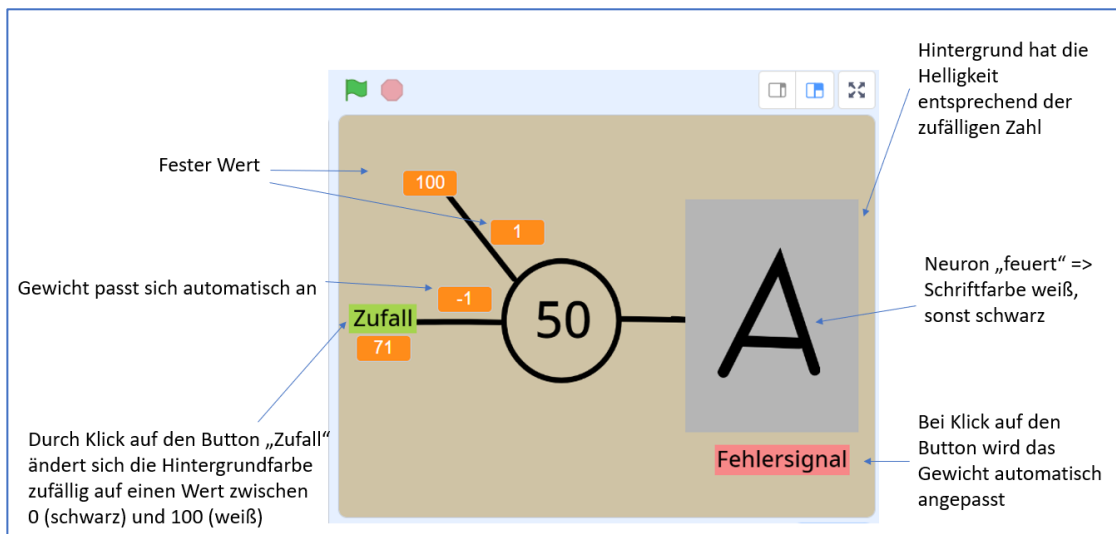 Hintergrund hat die
Helligkeit
entsprechend der
zufälligen Zahl
Fester Wert
100
1
Gewicht passt sich automatisch an
-1
Zufall
71
50
A
Neuron „feuert“ =>
Schriftfarbe weiß,
sonst schwarz
Durch Klick auf den Button „Zufall“
ändert sich die Hintergrundfarbe
zufällig auf einen Wert zwischen
0 (schwarz) und 100 (weiß)
Fehlersignal
Bei Klick auf den
Button wird das
Gewicht automatisch
angepasst